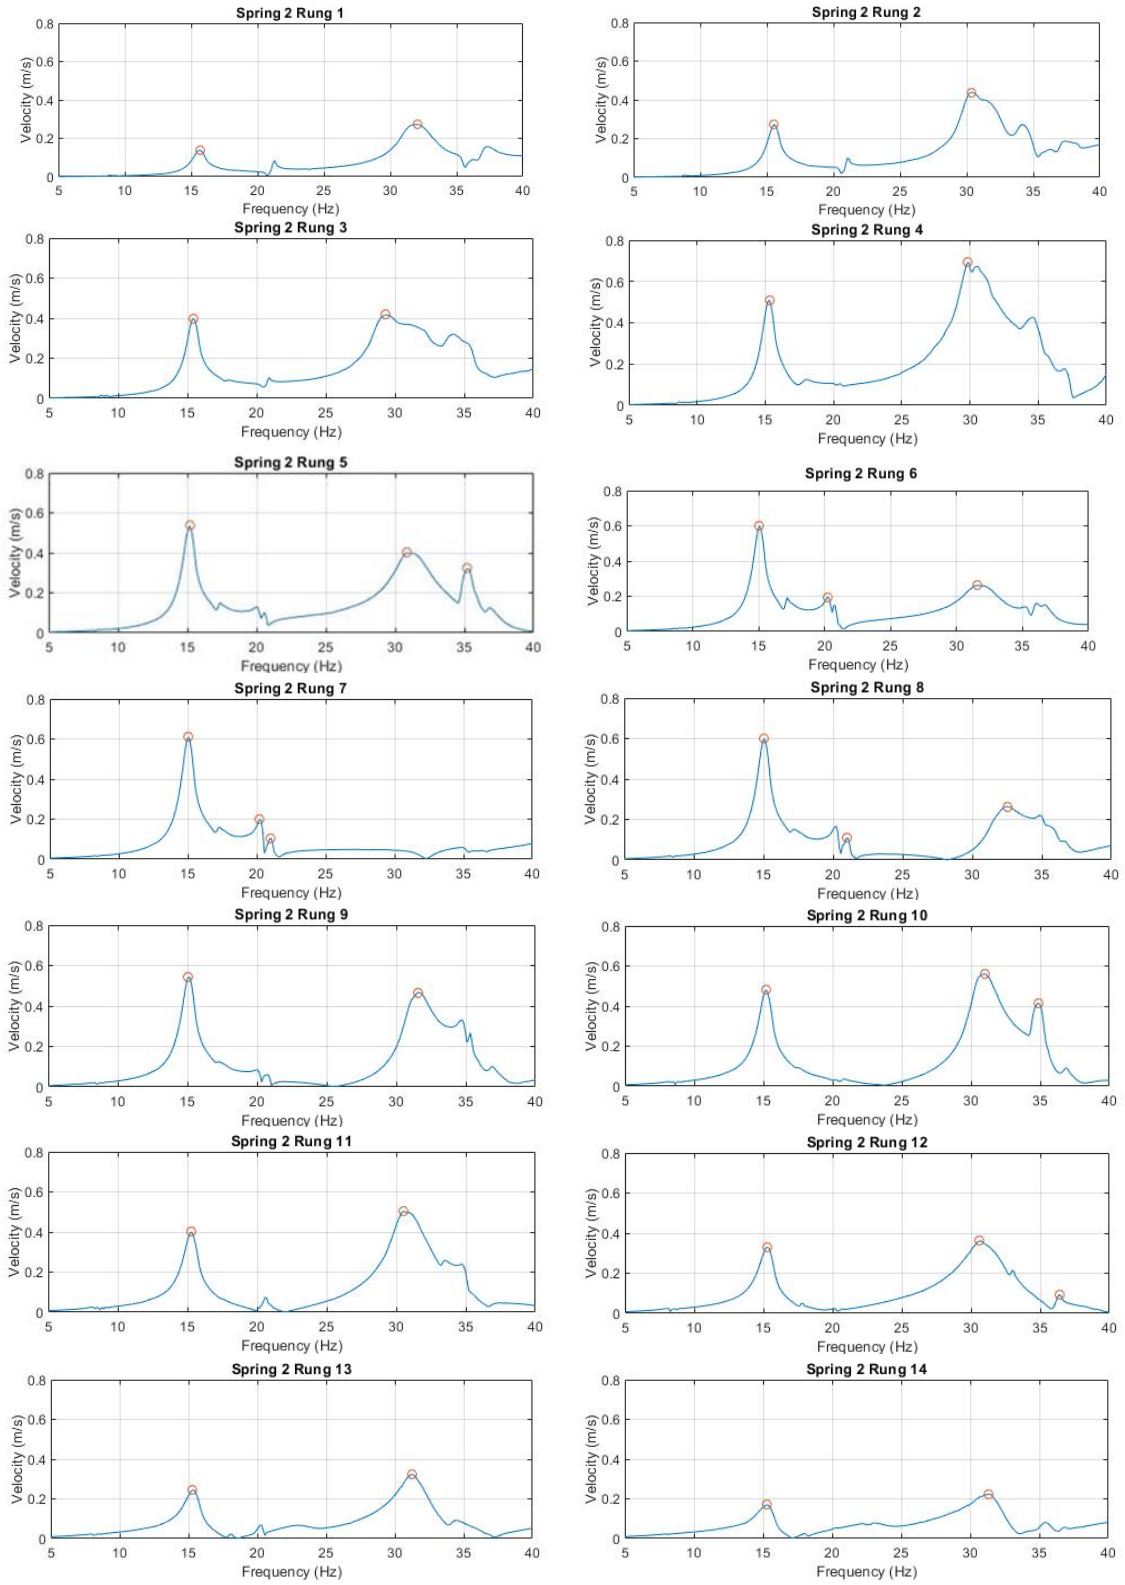 Spring 2 Rung 1
Velocity (m/s)
0.8
0.6
0.4
0.2
0
5 10 15 20 25 30 35 40
Frequency (Hz)
Spring 2 Rung 2
Velocity (m/s)
0.8
0.6
0.4
0.2
0
5 10 15 20 25 30 35 40
Frequency (Hz)
Spring 2 Rung 3
Velocity (m/s)
0.8
0.6
0.4
0.2
0
5 10 15 20 25 30 35 40
Frequency (Hz)
Spring 2 Rung 4
Velocity (m/s)
0.8
0.6
0.4
0.2
0
5 10 15 20 25 30 35 40
Frequency (Hz)
Spring 2 Rung 5
Velocity (m/s)
0.8
0.6
0.4
0.2
0
5 10 15 20 25 30 35 40
Frequency (Hz)
Spring 2 Rung 6
Velocity (m/s)
0.8
0.6
0.4
0.2
0
5 10 15 20 25 30 35 40
Frequency (Hz)
Spring 2 Rung 7
Velocity (m/s)
0.8
0.6
0.4
0.2
0
5 10 15 20 25 30 35 40
Frequency (Hz)
Spring 2 Rung 8
Velocity (m/s)
0.8
0.6
0.4
0.2
0
5 10 15 20 25 30 35 40
Frequency (Hz)
Spring 2 Rung 9
Velocity (m/s)
0.8
0.6
0.4
0.2
0
5 10 15 20 25 30 35 40
Frequency (Hz)
Spring 2 Rung 10
Velocity (m/s)
0.8
0.6
0.4
0.2
0
5 10 15 20 25 30 35 40
Frequency (Hz)
Spring 2 Rung 11
Velocity (m/s)
0.8
0.6
0.4
0.2
0
5 10 15 20 25 30 35 40
Frequency (Hz)
Spring 2 Rung 12
Velocity (m/s)
0.8
0.6
0.4
0.2
0
5 10 15 20 25 30 35 40
Frequency (Hz)
Spring 2 Rung 13
Velocity (m/s)
0.8
0.6
0.4
0.2
0
5 10 15 20 25 30 35 40
Frequency (Hz)
Spring 2 Rung 14
Velocity (m/s)
0.8
0.6
0.4
0.2
0
5 10 15 20 25 30 35 40
Frequency (Hz)